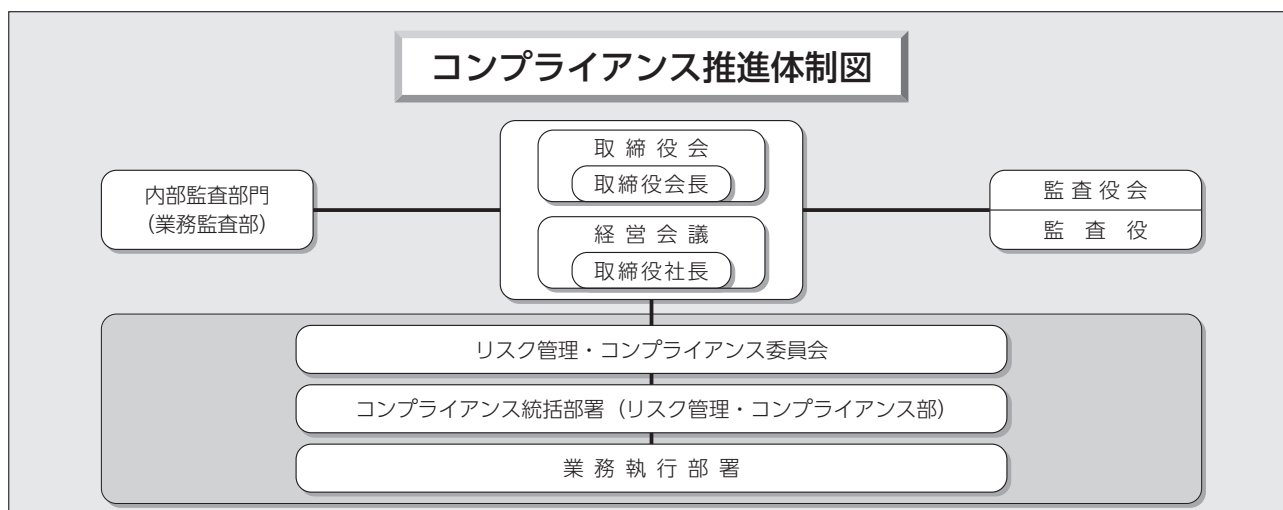 コンプライアンス推進体制図
取締役会
取締役会長
内部監査部門
（業務監査部）
経営会議
取締役社長
監査役会
監査役
リスク管理・コンプライアンス委員会
コンプライアンス統括部署（リスク管理・コンプライアンス部）
業務執行部署